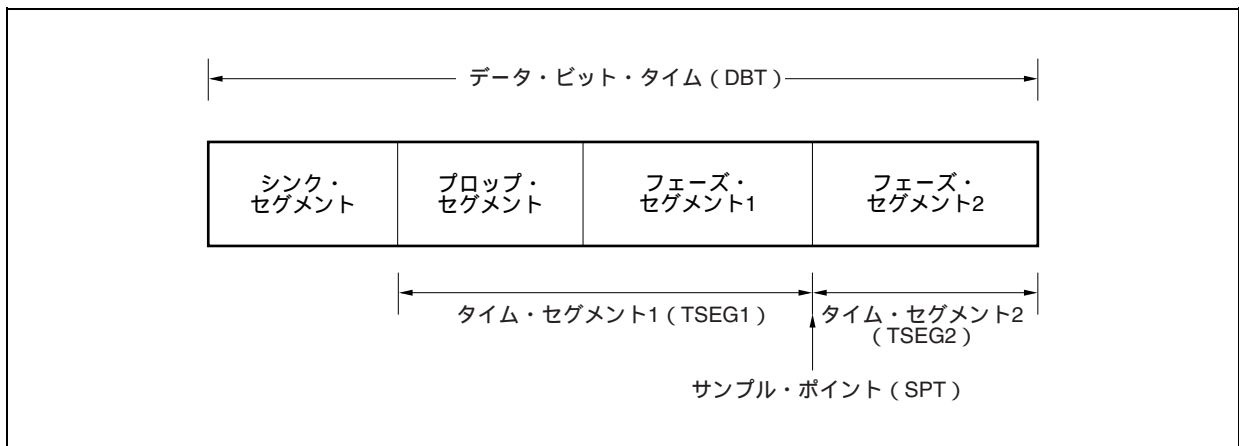 データ・ビット・タイム（DBT）
シンク・
セグメント
プロップ・
セグメント
フェーズ・
セグメント1
フェーズ・
セグメント2
タイム・セグメント1（TSEG1）
タイム・セグメント2
（TSEG2）
サンプル・ポイント（SPT）